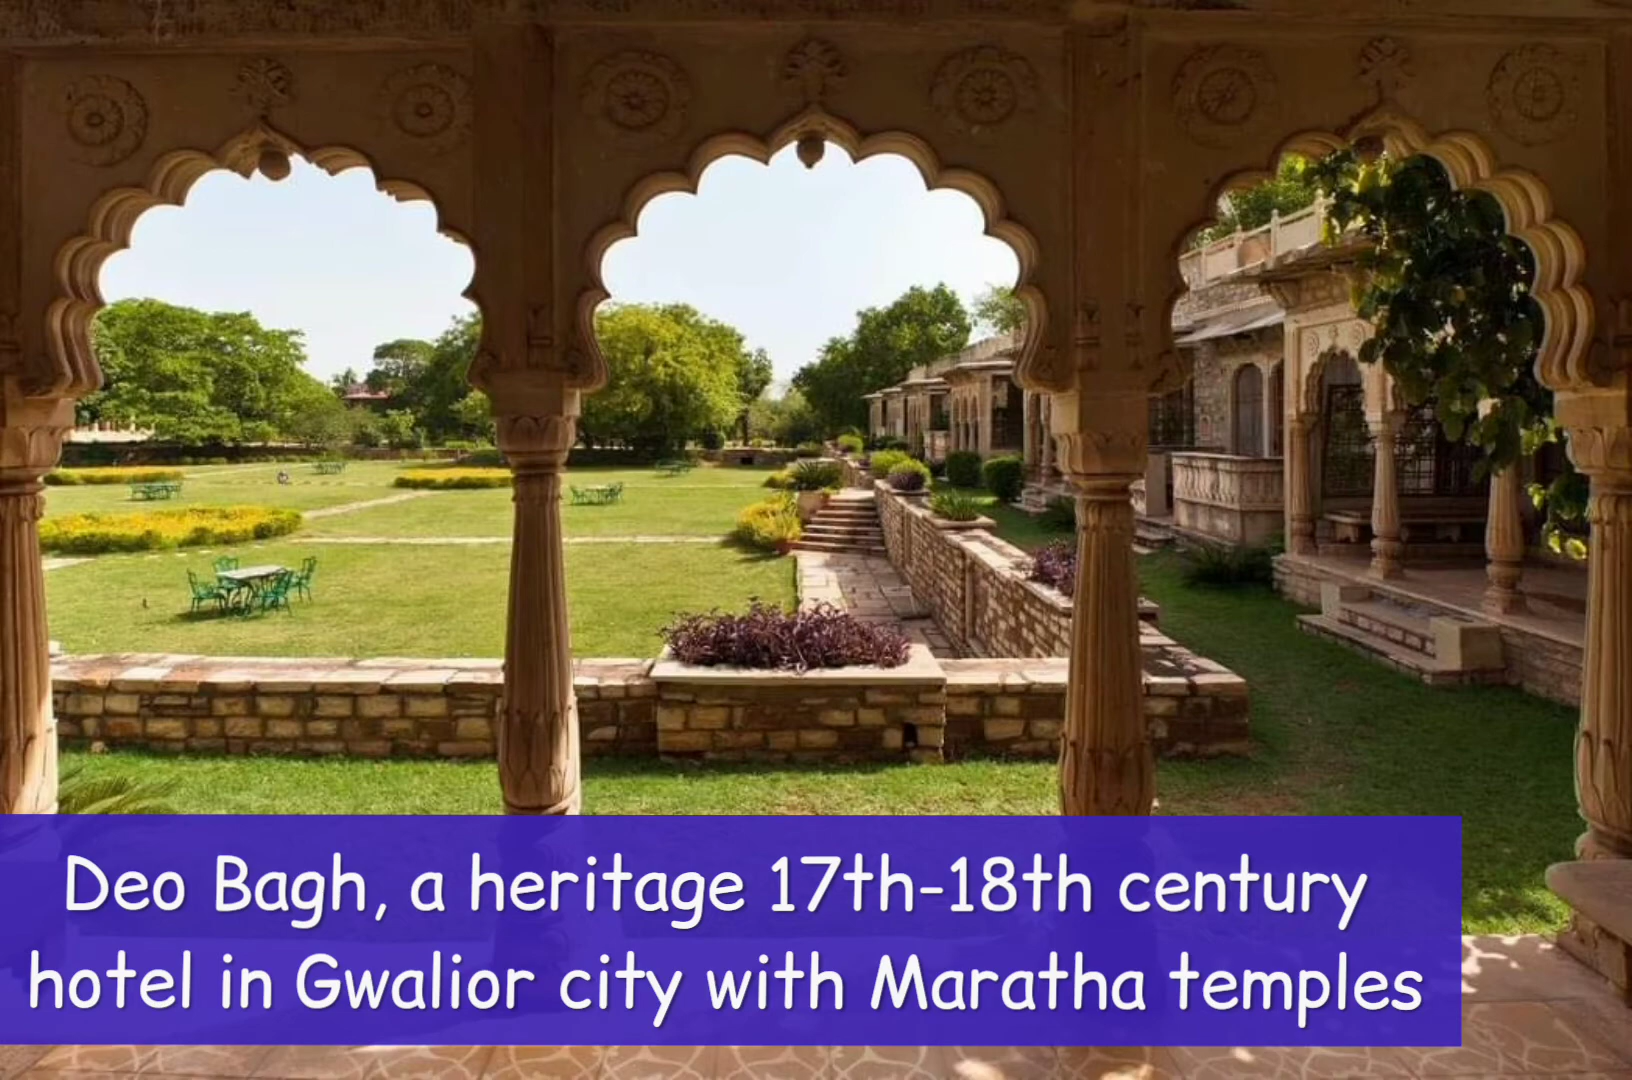 Deo Bagh, a heritage 17th-18th century
hotel in Gwalior city with Maratha temples